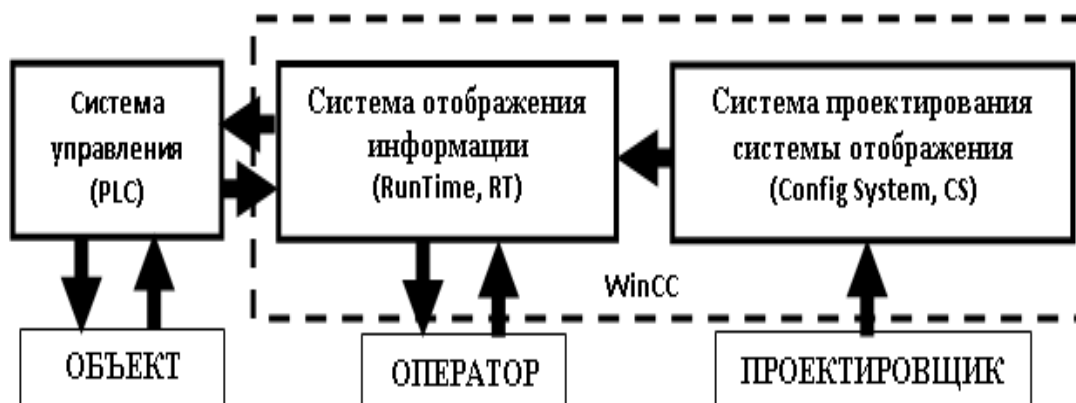 Система
управления
(PLC)
Система отображения
информации
(RunTime, RT)
Система проектирования
системы отображения
(Config System, CS)
WinCC
ОБЪЕКТ
ОПЕРАТОР
ПРОЕКТИРОВЩИК